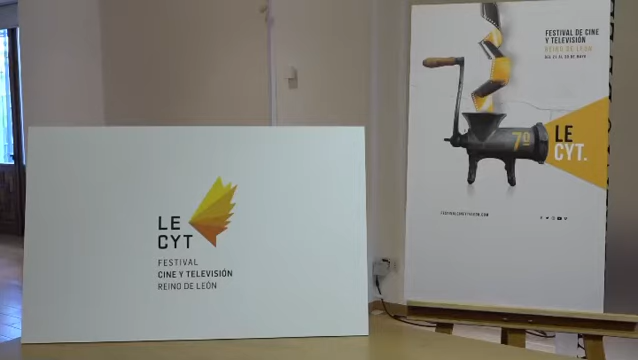 LE
CYT
FESTIVAL
CINE Y TELEVISIÓN
REINO DE LEÓN
FESTIVAL DE CINE
Y TELEVISIÓN
REINO DE LEÓN
7º
LE
CYT.